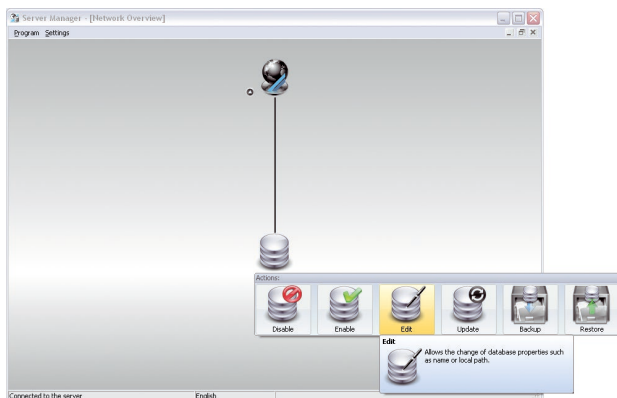 Server Manager - [Network Overview]
Program Settings
Actions:
Disable Enable Edit Update Backup Restore
Edit
Allows the change of database properties such
as name or local path.
Connected to the server English